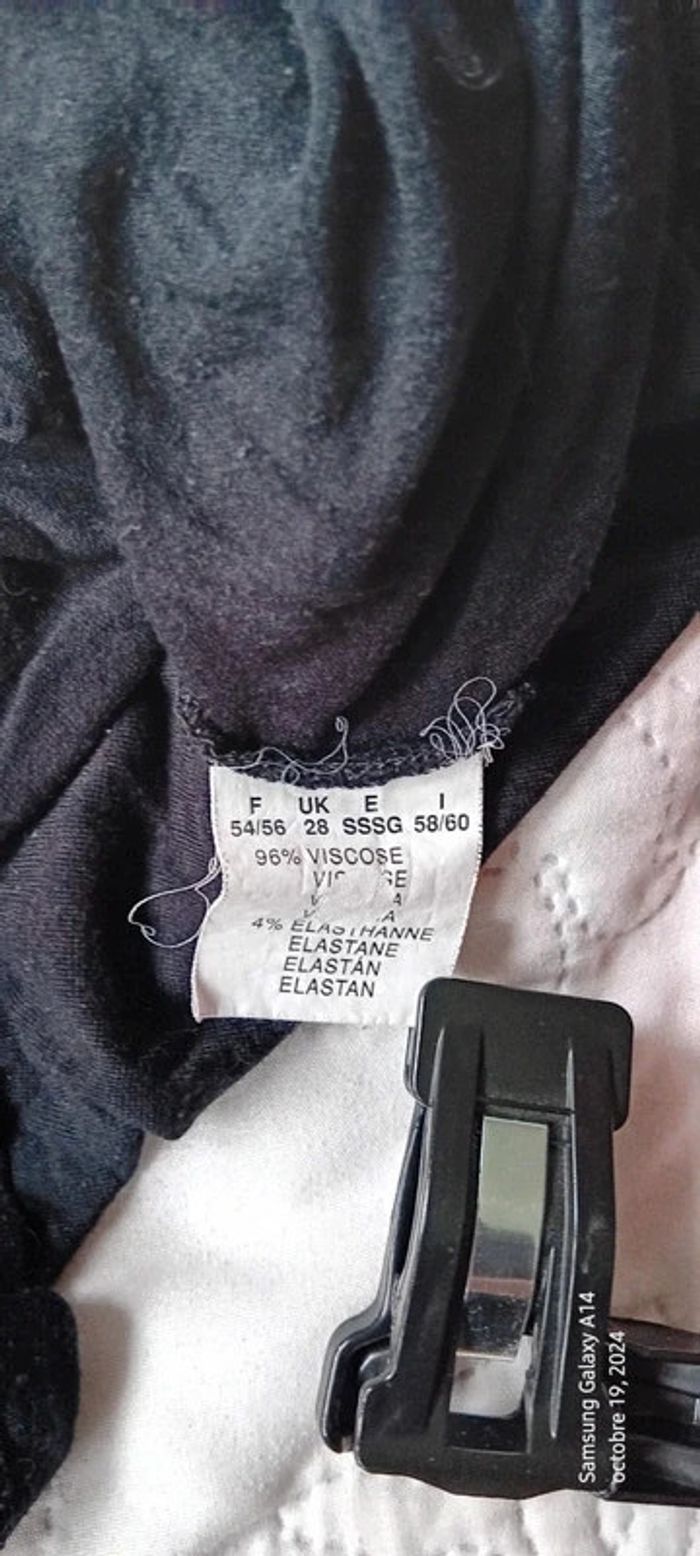 F UK E I
54/56 28 SSSG 58/60
96% VISCOSE
4% ELASTHANNE
ELASTANE
ELASTÁN
ELASTAN
Samsung Galaxy A14
octobre 19, 2024